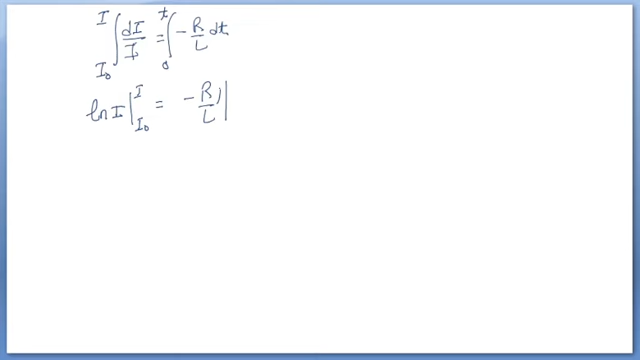 ∫_{I₀}^{I} dI/I = ∫_{0}^{t} -R/L dt
ln I |_{I₀}^{I} = -R/L |